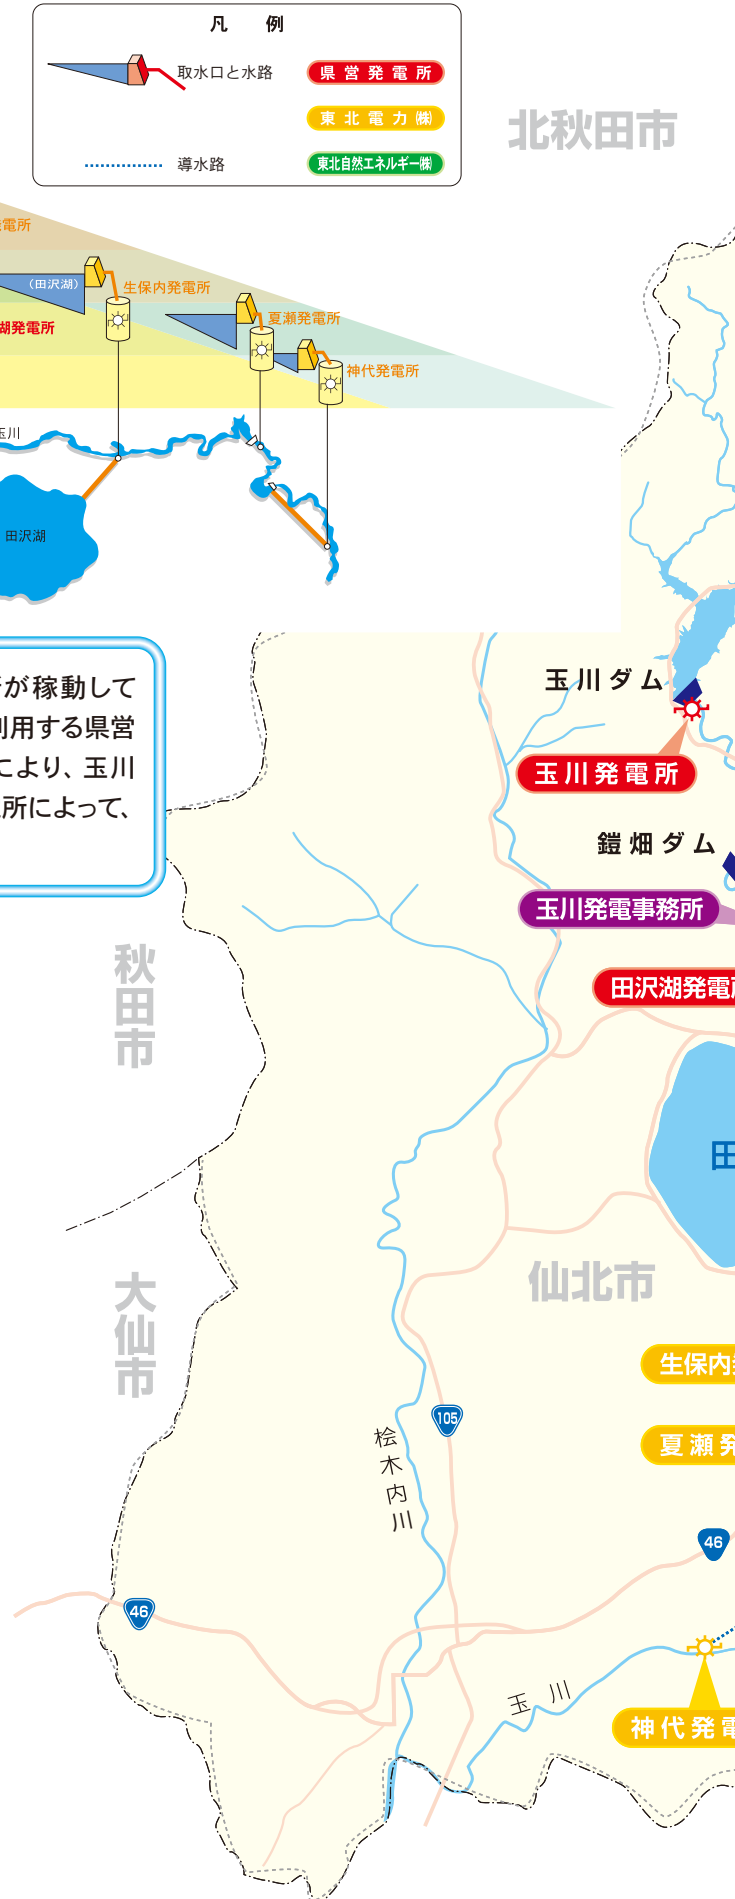 凡 例
取水口と水路
県営発電所
東北電力㈱
導水路
東北自然エネルギー㈱
北秋田市
電所
(田沢湖)
生保内発電所
湖発電所
夏瀬発電所
神代発電所
玉川
田沢湖
が稼動して
利用する県営
により、玉川
所によって、
玉川ダム
玉川発電所
鎧畑ダム
玉川発電事務所
秋田市
田沢湖発電所
田
仙北市
大仙市
生保内発
105
夏瀬発
桧木内川
46
46
玉川
神代発電